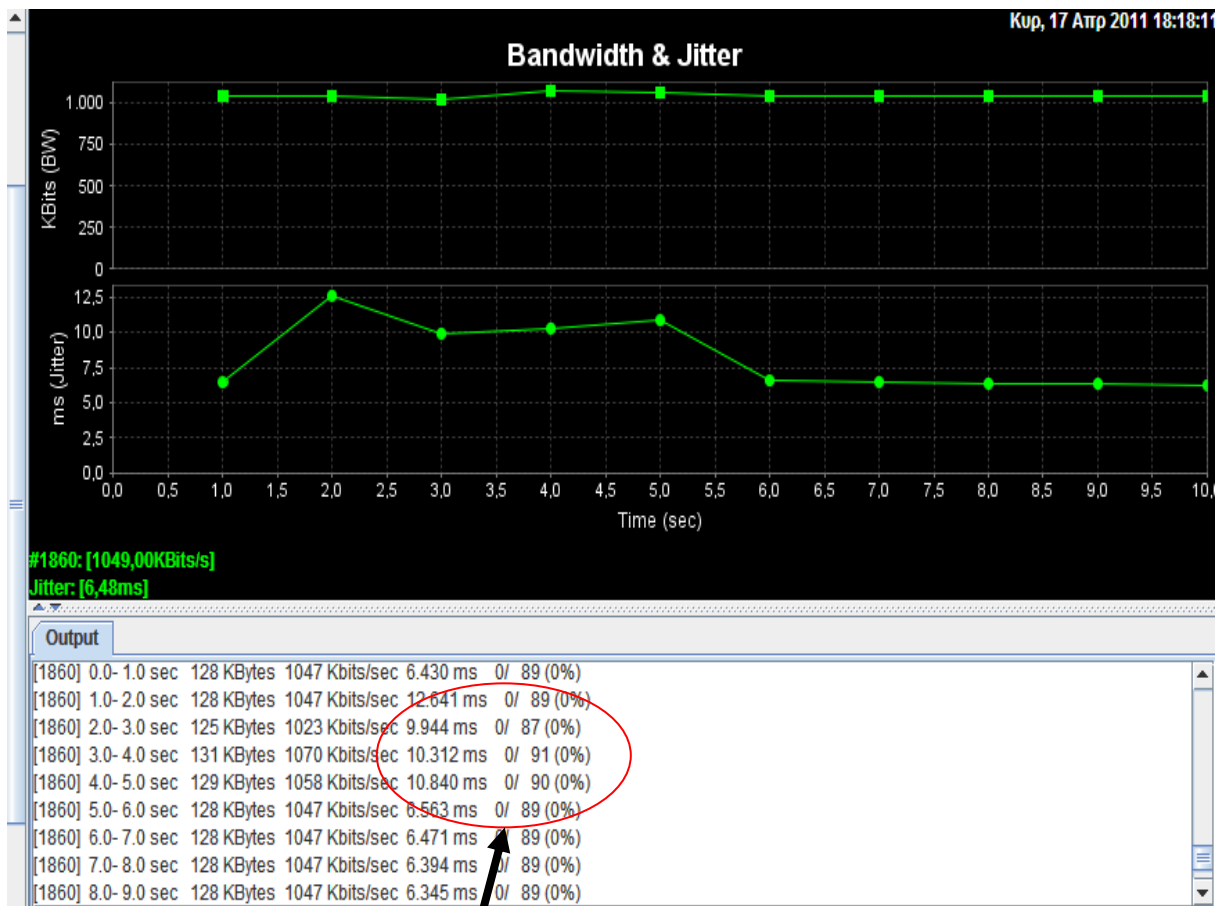 Κυρ, 17 Απρ 2011 18:18:11
Bandwidth & Jitter
KBits (BW)
1.000
750
500
250
0
ms (Jitter)
12,5
10,0
7,5
5,0
2,5
0,0
0,0 0,5 1,0 1,5 2,0 2,5 3,0 3,5 4,0 4,5 5,0 5,5 6,0 6,5 7,0 7,5 8,0 8,5 9,0 9,5 10,
Time (sec)
#1860: [1049,00KBits/s]
Jitter: [6,48ms]
Output
[1860] 0.0- 1.0 sec 128 KBytes 1047 Kbits/sec 6.430 ms 0/ 89 (0%)
[1860] 1.0- 2.0 sec 128 KBytes 1047 Kbits/sec 12.641 ms 0/ 89 (0%)
[1860] 2.0- 3.0 sec 125 KBytes 1023 Kbits/sec 9.944 ms 0/ 87 (0%)
[1860] 3.0- 4.0 sec 131 KBytes 1070 Kbits/sec 10.312 ms 0/ 91 (0%)
[1860] 4.0- 5.0 sec 129 KBytes 1058 Kbits/sec 10.840 ms 0/ 90 (0%)
[1860] 5.0- 6.0 sec 128 KBytes 1047 Kbits/sec 6.563 ms 0/ 89 (0%)
[1860] 6.0- 7.0 sec 128 KBytes 1047 Kbits/sec 6.471 ms 0/ 89 (0%)
[1860] 7.0- 8.0 sec 128 KBytes 1047 Kbits/sec 6.394 ms 0/ 89 (0%)
[1860] 8.0- 9.0 sec 128 KBytes 1047 Kbits/sec 6.345 ms 0/ 89 (0%)